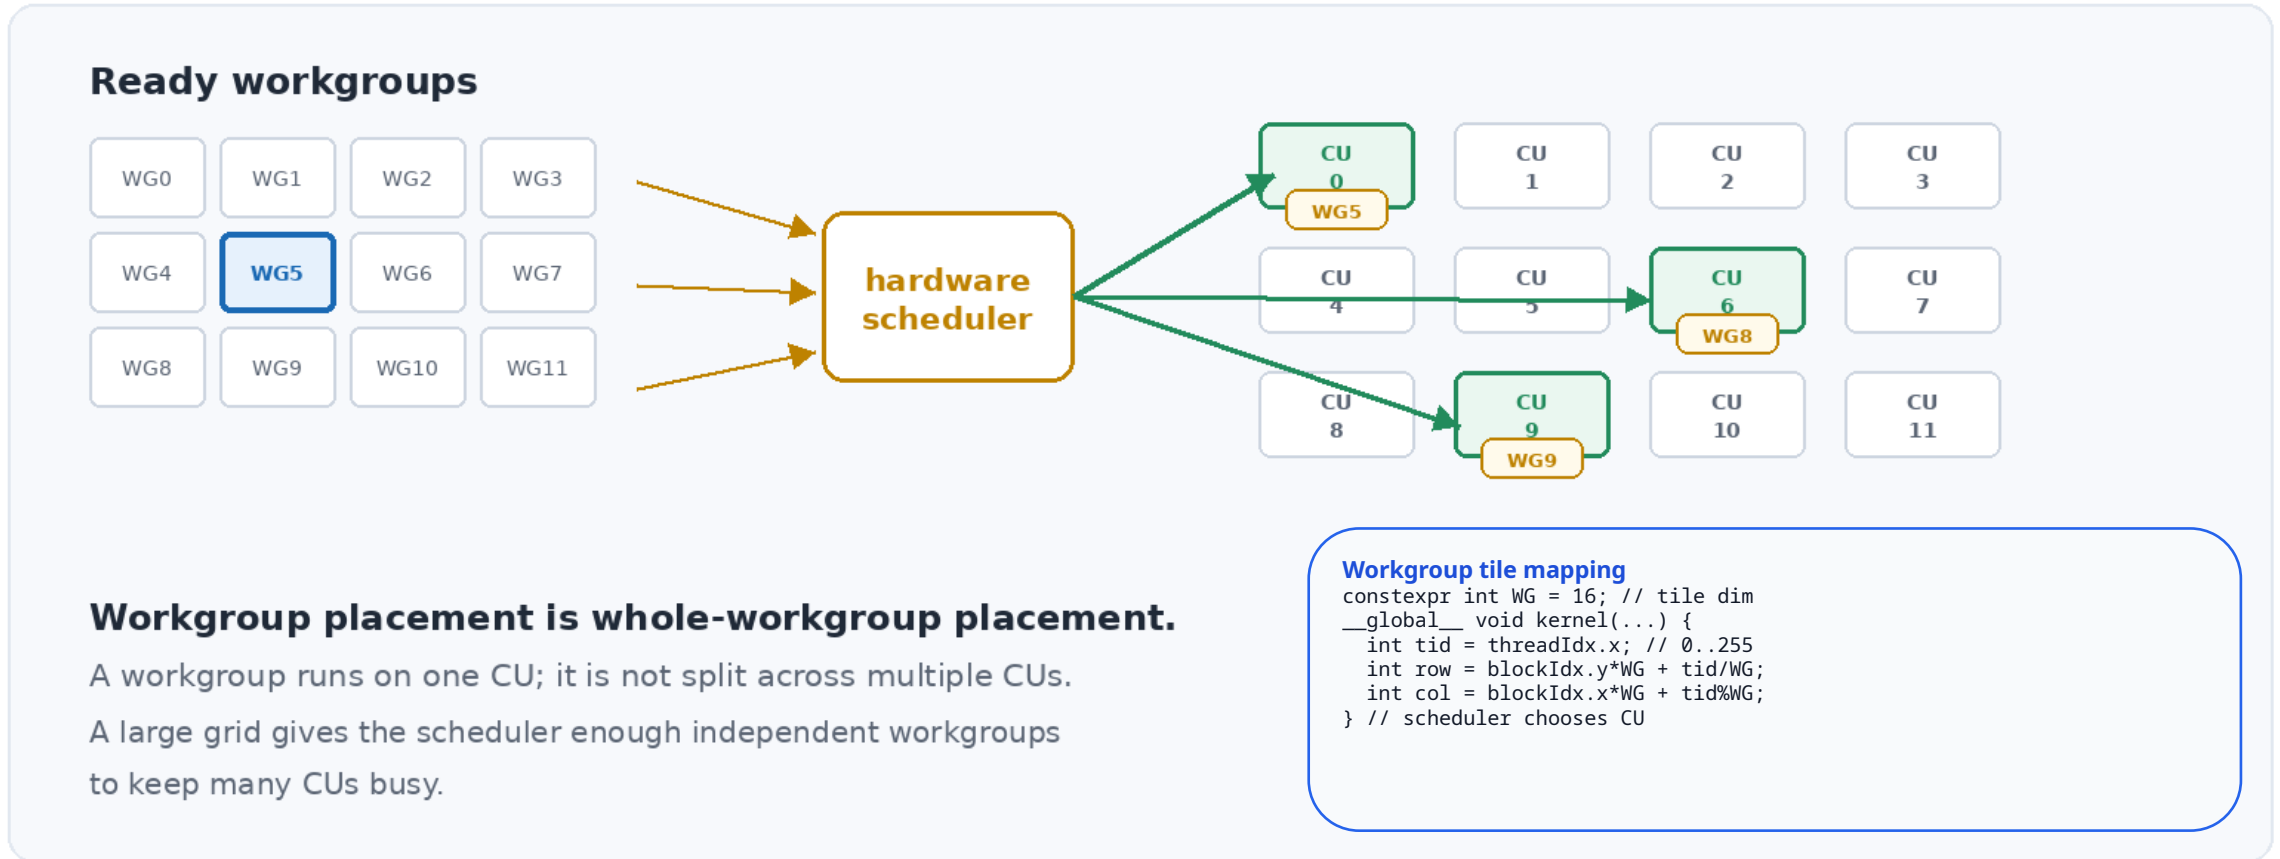 Ready workgroups
WG0 WG1 WG2 WG3
WG4 WG5 WG6 WG7
WG8 WG9 WG10 WG11
hardware
scheduler
CU
0
WG5
CU
1
CU
2
CU
3
CU
4
CU
5
CU
6
WG8
CU
7
CU
8
CU
9
WG9
CU
10
CU
11
Workgroup placement is whole-workgroup placement.
A workgroup runs on one CU; it is not split across multiple CUs.
A large grid gives the scheduler enough independent workgroups
to keep many CUs busy.
Workgroup tile mapping
constexpr int WG = 16; // tile dim
__global__ void kernel(...) {
  int tid = threadIdx.x; // 0..255
  int row = blockIdx.y*WG + tid/WG;
  int col = blockIdx.x*WG + tid%WG;
} // scheduler chooses CU